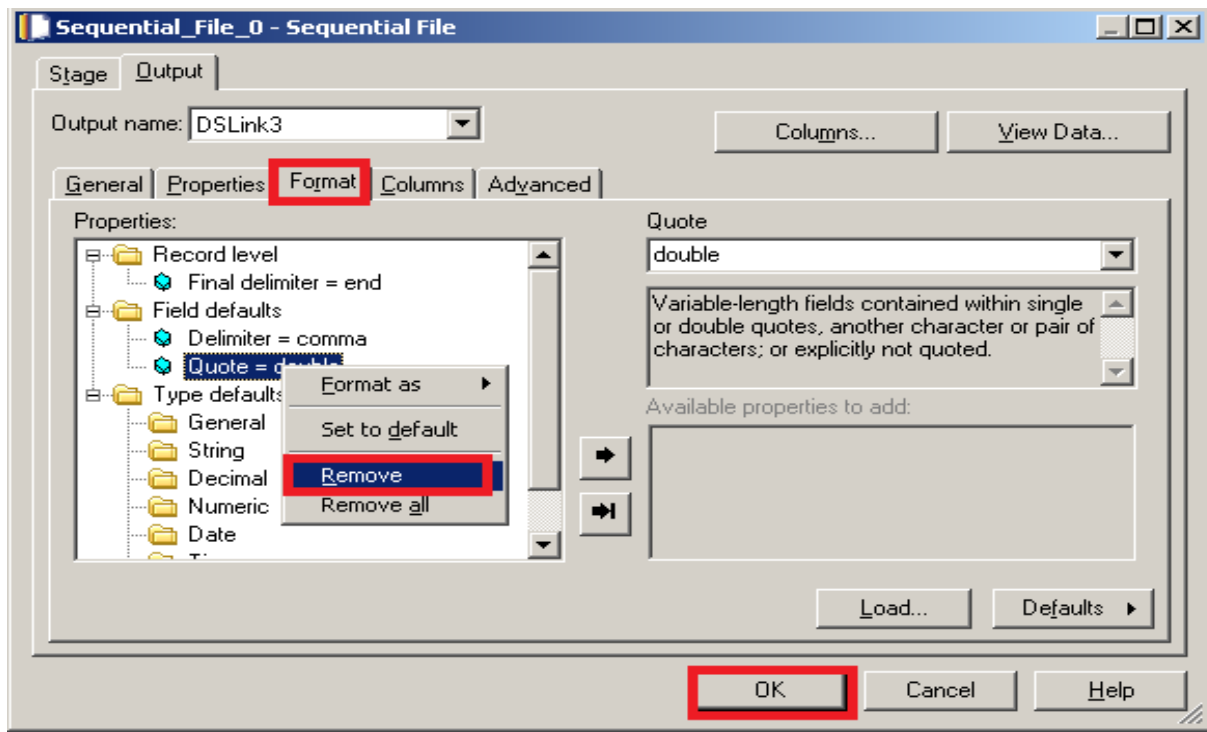 Sequential_File_0 - Sequential File
Stage Output
Output name: DSLink3
Columns... View Data...
General Properties Format Columns Advanced
Properties:
Record level
Final delimiter = end
Field defaults
Delimiter = comma
Quote = double
Type defaults
General
String
Decimal
Numeric
Date
Format as
Set to default
Remove
Remove all
Quote
double
Variable-length fields contained within single
or double quotes, another character or pair of
characters; or explicitly not quoted.
Available properties to add:
Load... Defaults
OK Cancel Help